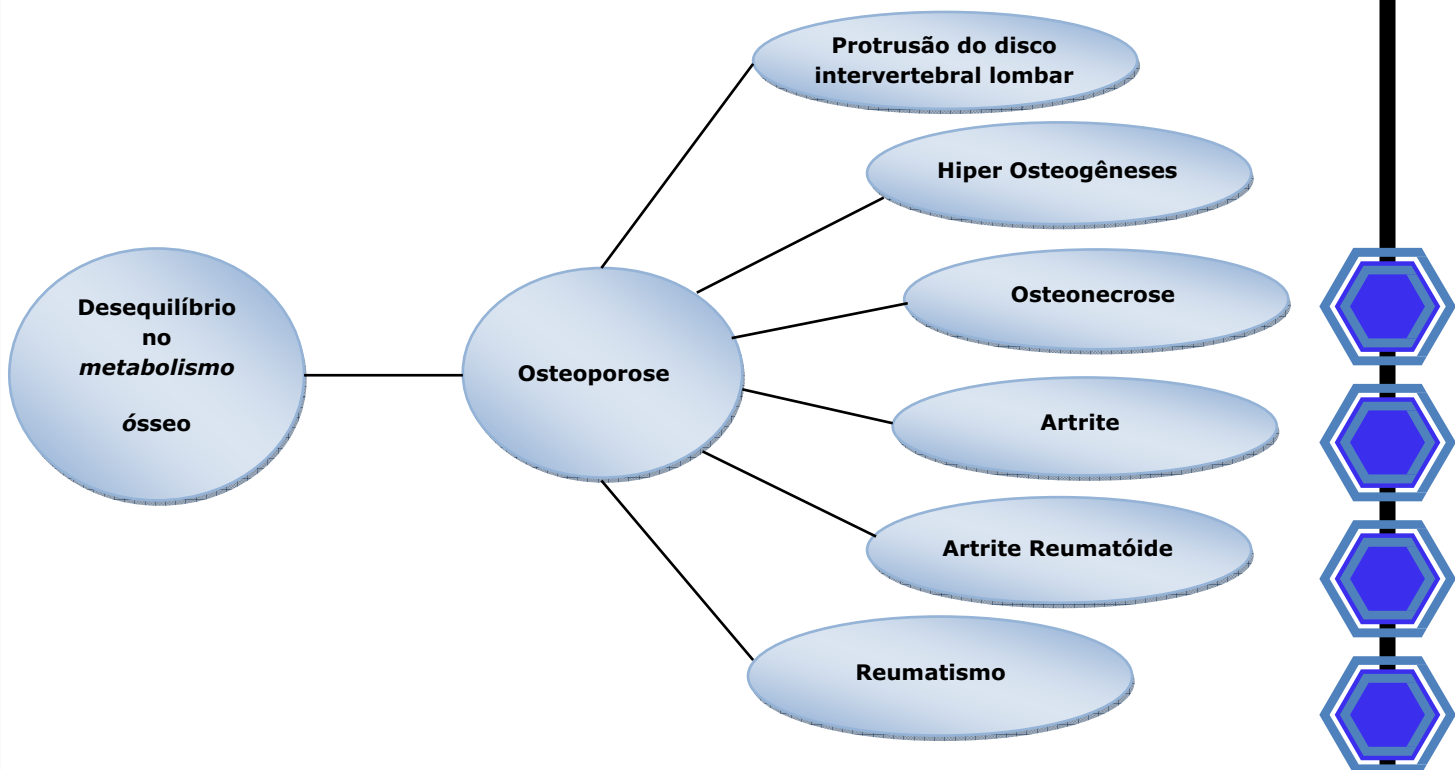 Protrusão do disco
intervertebral lombar
Hiper Osteogêneses
Osteonecrose
Desequilíbrio
no
metabolismo
ósseo
Osteoporose
Artrite
Artrite Reumatóide
Reumatismo